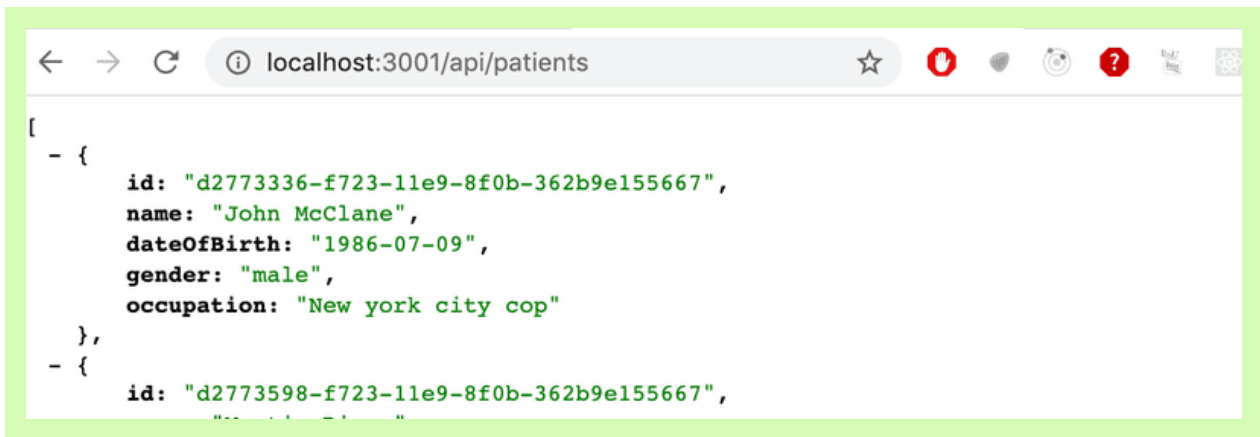 localhost:3001/api/patients
[
- {
id: "d2773336-f723-11e9-8f0b-362b9e155667",
name: "John McClane",
dateOfBirth: "1986-07-09",
gender: "male",
occupation: "New york city cop"
},
- {
id: "d2773598-f723-11e9-8f0b-362b9e155667",